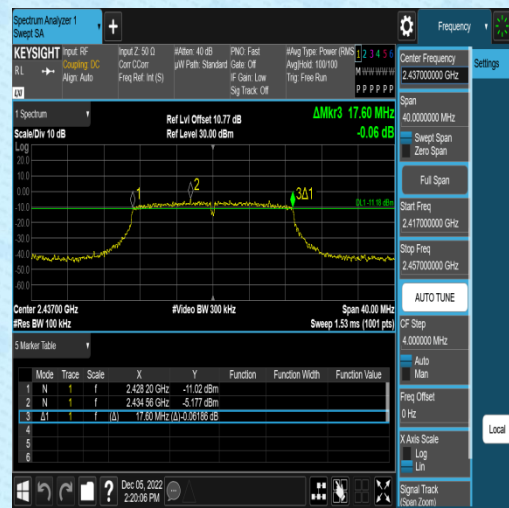 Spectrum Analyzer 1
Swept SA
+
Frequency
KEYSIGHT
Input: RF
Coupling: DC
Align: Auto
Input Z: 50 Ω
Corr CCorr
Freq Ref: Int (S)
#Atten: 40 dB
µW Path: Standard
PNO: Fast
Gate: Off
IF Gain: Low
Sig Track: Off
#Avg Type: Power (RMS
Avg|Hold: 100/100
Trig: Free Run
1 2 3 4 5 6
M W W W W W
P P P P P P
R L
LXI
1 Spectrum
Scale/Div 10 dB
Ref Lvl Offset 10.77 dB
Ref Level 30.00 dBm
ΔMkr3 17.60 MHz
-0.06 dB
Log
20.0
10.0
0.00
-10.0
-20.0
-30.0
-40.0
-50.0
-60.0
1
2
3Δ1
DL1 -11.18 dBm
Center 2.43700 GHz
#Res BW 100 kHz
#Video BW 300 kHz
Span 40.00 MHz
Sweep 1.53 ms (1001 pts)
5 Marker Table
Mode Trace Scale X Y Function Function Width Function Value
1 N 1 f 2.428 20 GHz -11.02 dBm
2 N 1 f 2.434 56 GHz -5.177 dBm
3 Δ1 1 f (Δ) 17.60 MHz (Δ) -0.06186 dB
4
5
6
Dec 05, 2022
2:20:06 PM
Center Frequency
2.437000000 GHz
Span
40.0000000 MHz
Swept Span
Zero Span
Full Span
Start Freq
2.417000000 GHz
Stop Freq
2.457000000 GHz
AUTO TUNE
CF Step
4.000000 MHz
Auto
Man
Freq Offset
0 Hz
X Axis Scale
Log
Lin
Signal Track
(Span Zoom)
Settings
Local